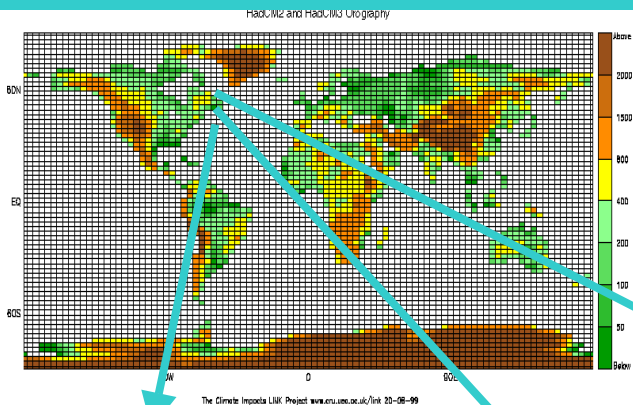 HadCM2 and HadCM3 Orography
Above
2000
1500
800
400
200
100
50
Below
60N
EQ
60S
0
The Climate Impacts LINK Project www.cru.uea.ac.uk/link 20-08-99